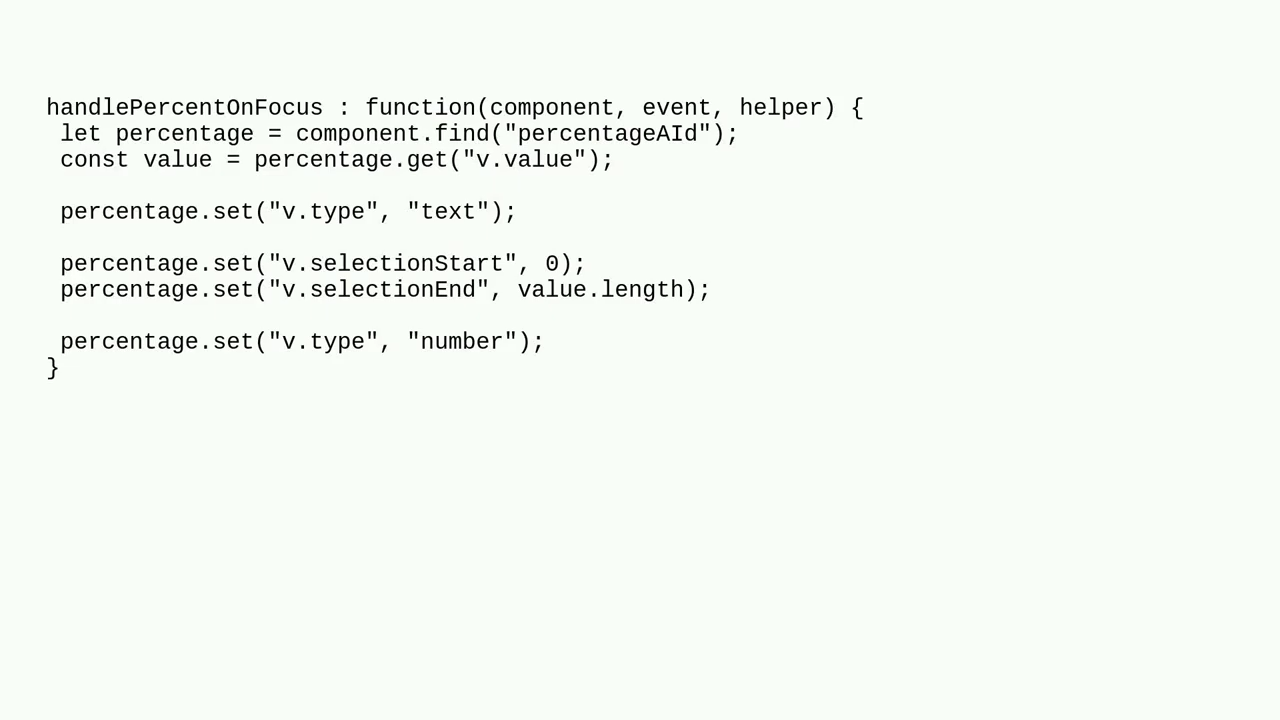 handlePercentOnFocus : function(component, event, helper) {
 let percentage = component.find("percentageAId");
 const value = percentage.get("v.value");

 percentage.set("v.type", "text");

 percentage.set("v.selectionStart", 0);
 percentage.set("v.selectionEnd", value.length);

 percentage.set("v.type", "number");
}